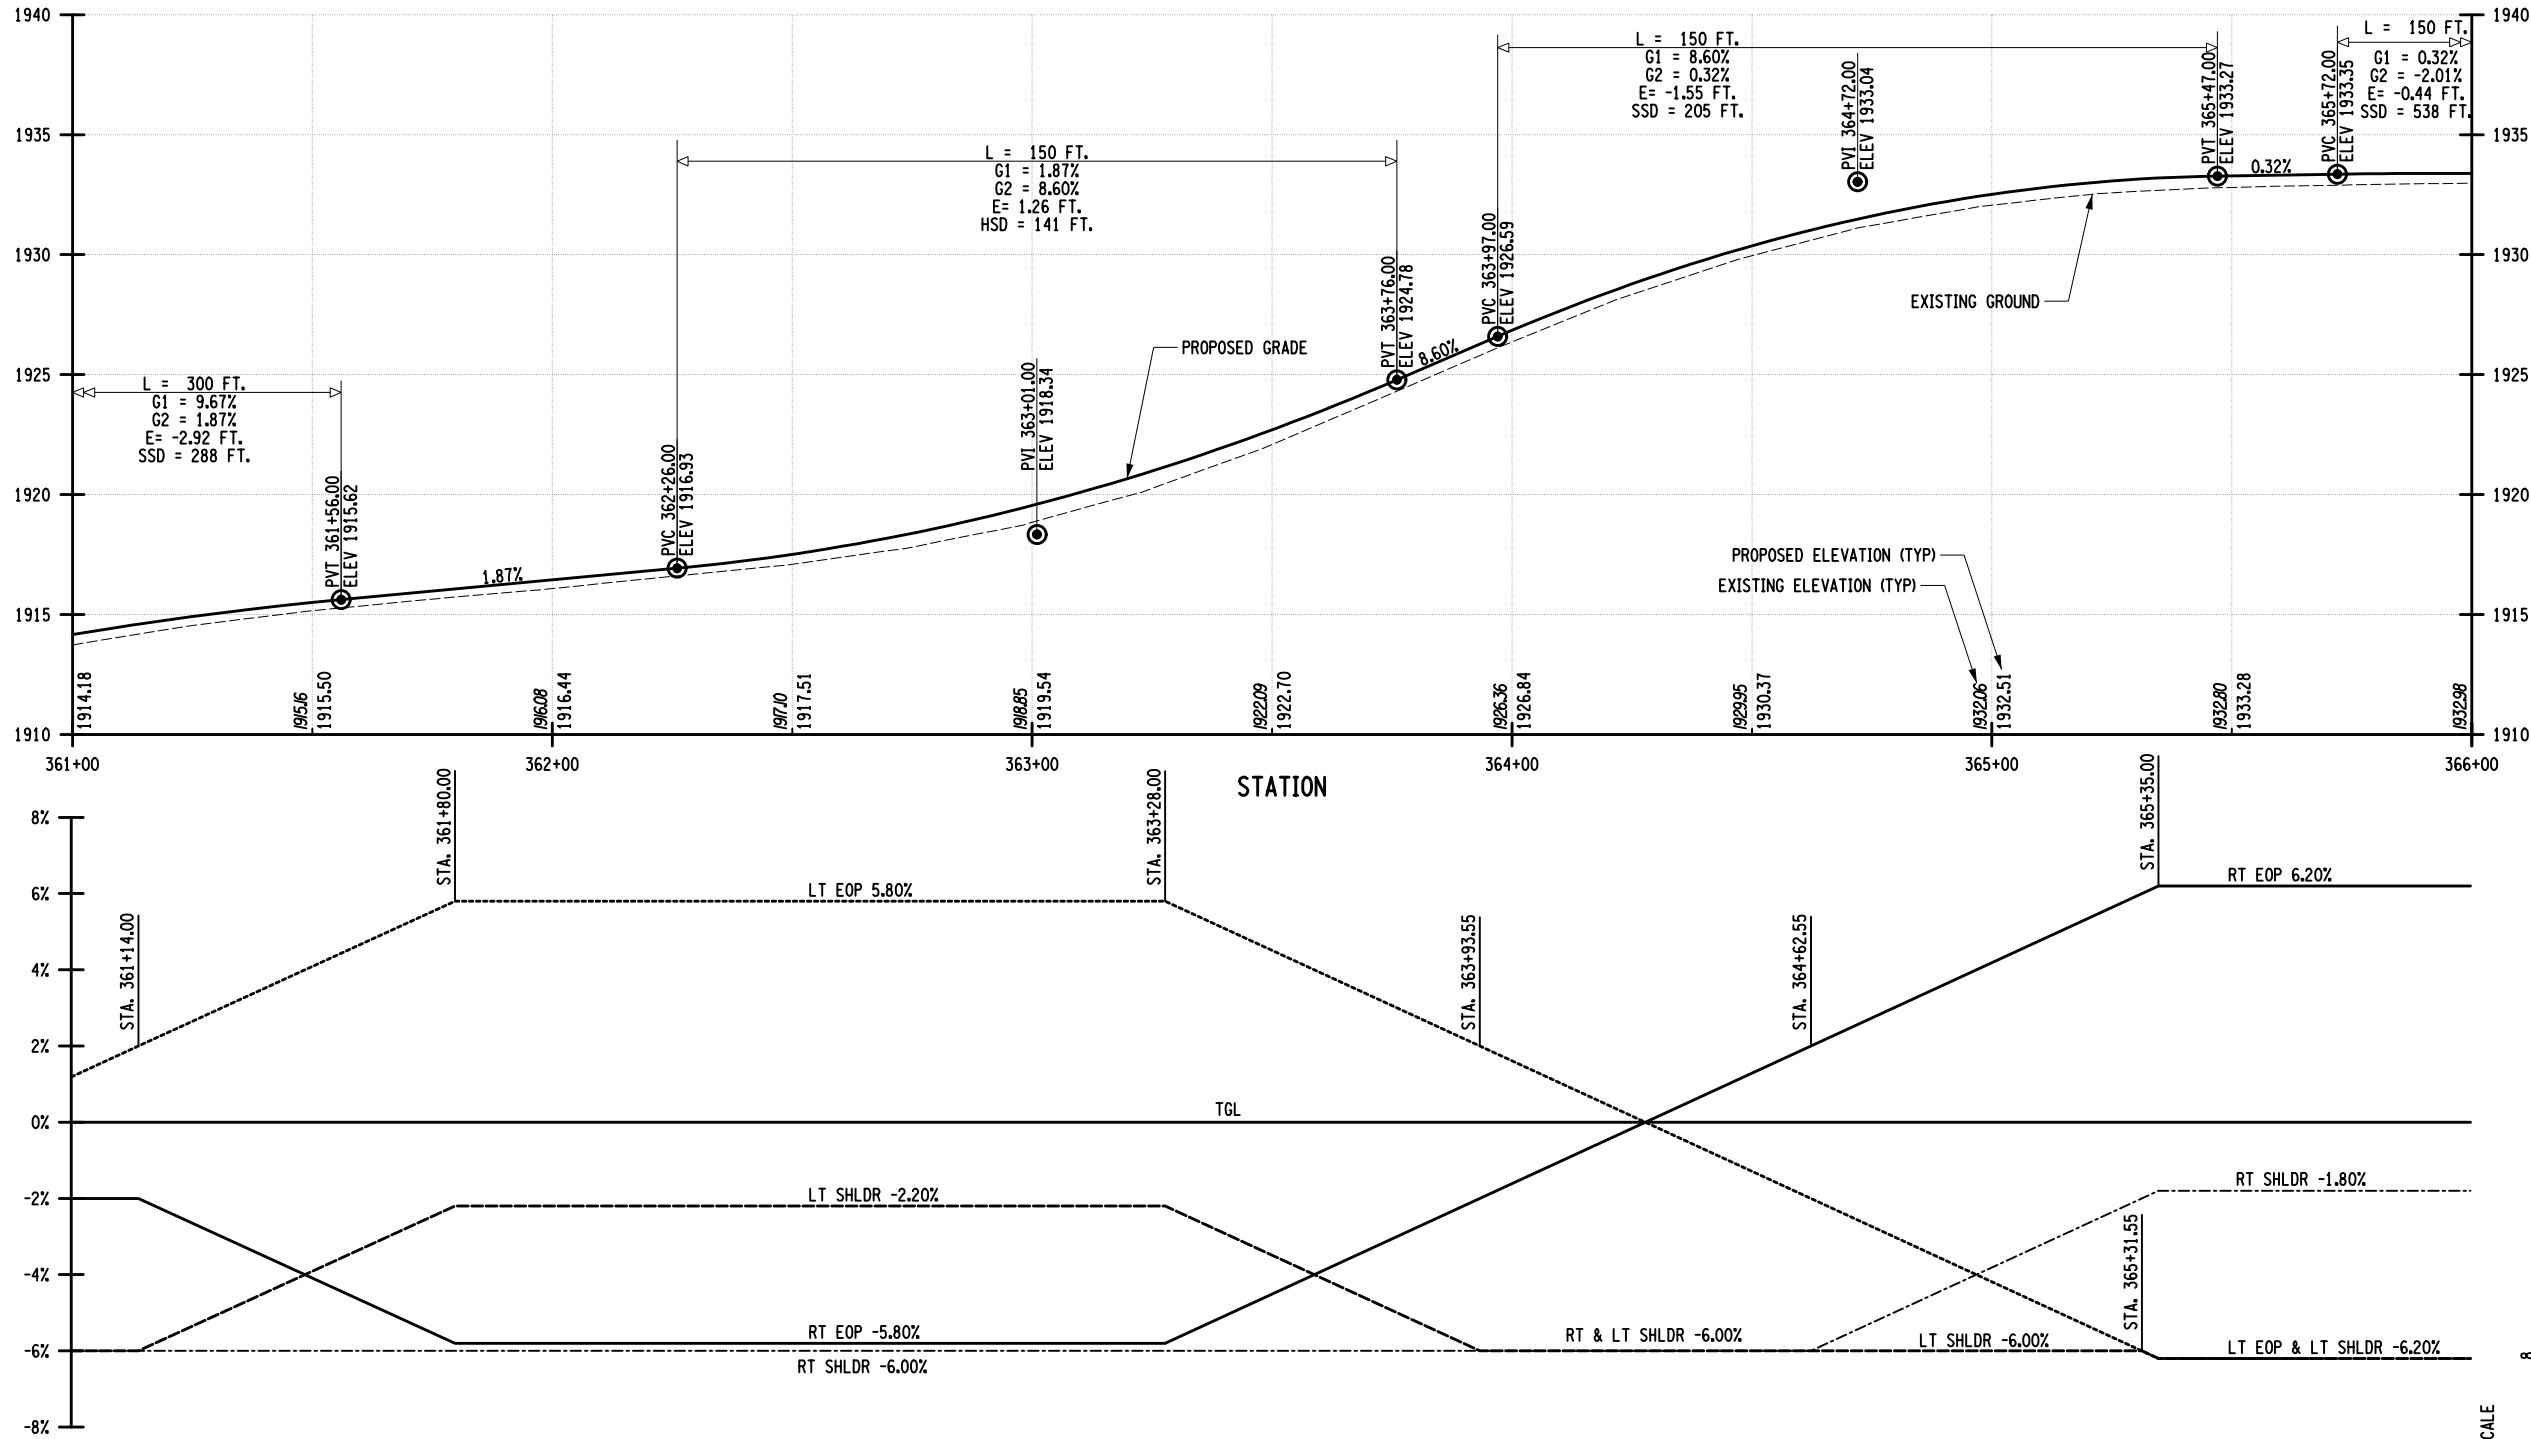 1940
1935
1930
1925
1920
1915
1910
1940
1935
1930
1925
1920
1915
1910
L = 300 FT.
G1 = 9.67%
G2 = 1.87%
E= -2.92 FT.
SSD = 288 FT.
PVT 361+56.00
ELEV 1915.62
1.87%
L = 150 FT.
G1 = 1.87%
G2 = 8.60%
E= 1.26 FT.
HSD = 141 FT.
PVC 362+26.00
ELEV 1916.93
PVI 363+01.00
ELEV 1918.34
PROPOSED GRADE
PVT 363+76.00
ELEV 1924.78
8.60%
PVC 363+97.00
ELEV 1926.59
L = 150 FT.
G1 = 8.60%
G2 = 0.32%
E= -1.55 FT.
SSD = 205 FT.
PVI 364+72.00
ELEV 1933.04
PVT 365+47.00
ELEV 1933.27
0.32%
PVC 365+72.00
ELEV 1933.35
L = 150 FT.
G1 = 0.32%
G2 = -2.01%
E= -0.44 FT.
SSD = 538 FT.
EXISTING GROUND
PROPOSED ELEVATION (TYP)
EXISTING ELEVATION (TYP)
1914.18
1915.16
1915.50
1916.08
1916.44
1917.10
1917.51
1918.85
1919.54
1922.09
1922.70
1926.36
1926.84
1929.95
1930.37
1932.06
1932.51
1932.80
1933.28
1932.98
361+00
362+00
363+00
364+00
365+00
366+00
STATION
8%
6%
4%
2%
0%
-2%
-4%
-6%
-8%
STA. 361+14.00
STA. 361+80.00
LT EOP 5.80%
STA. 363+28.00
STA. 363+93.55
STA. 364+62.55
STA. 365+35.00
RT EOP 6.20%
TGL
LT SHLDR -2.20%
RT SHLDR -1.80%
STA. 365+31.55
RT EOP -5.80%
RT SHLDR -6.00%
RT & LT SHLDR -6.00%
LT SHLDR -6.00%
LT EOP & LT SHLDR -6.20%
8
CALE